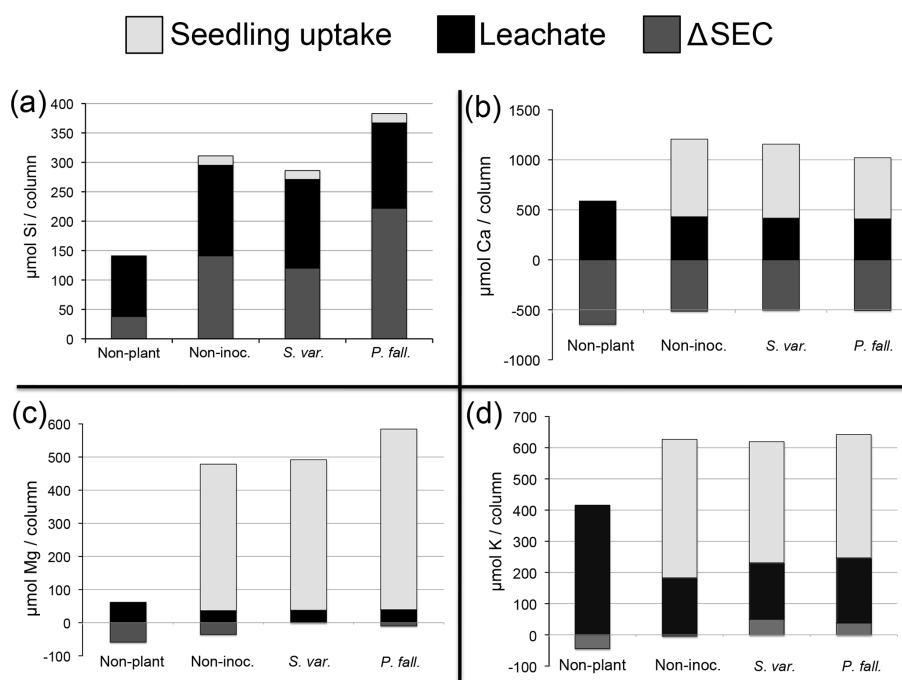 Seedling uptake Leachate ΔSEC
(a)
400
350
300
250
200
150
100
50
0
µmol Si / column
Non-plant Non-inoc. S. var. P. fall.
(b)
1500
1000
500
0
-500
-1000
µmol Ca / column
Non-plant Non-inoc. S. var. P. fall.
(c)
600
500
400
300
200
100
0
-100
µmol Mg / column
Non-plant Non-inoc. S. var. P. fall.
(d)
700
600
500
400
300
200
100
0
-100
µmol K / column
Non-plant Non-inoc. S. var. P. fall.